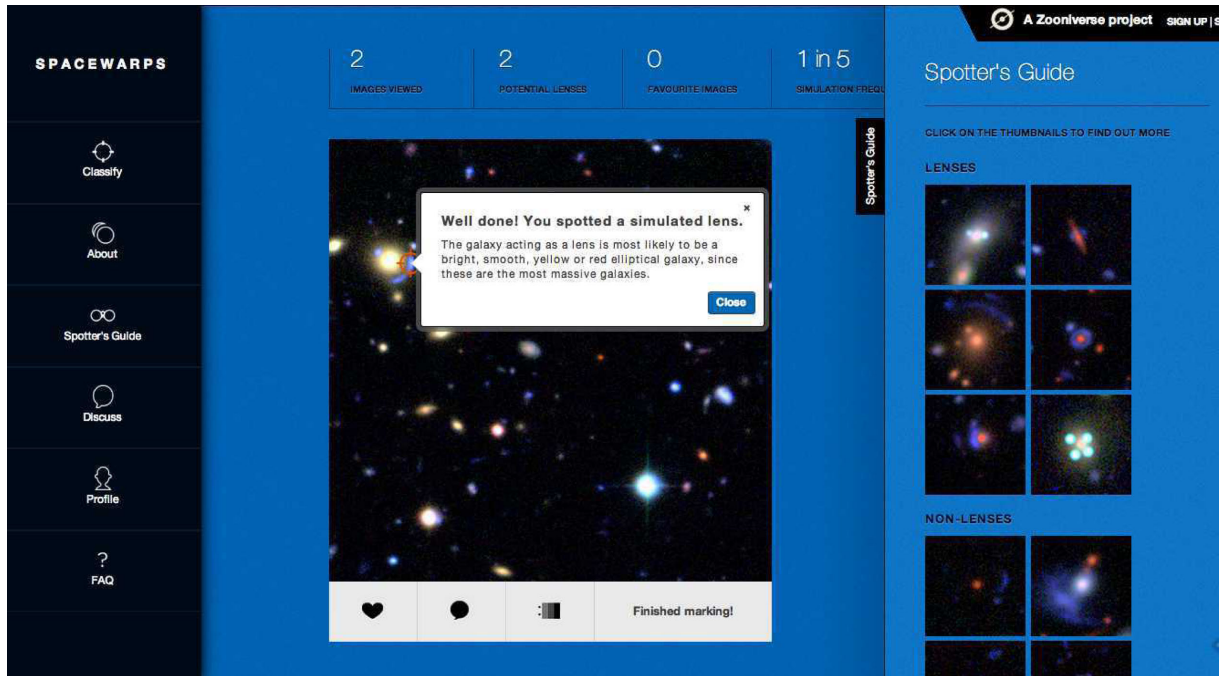 SPACEWARPS
Classify
About
Spotter's Guide
Discuss
Profile
?
FAQ
2
IMAGES VIEWED
2
POTENTIAL LENSES
0
FAVOURITE IMAGES
1 in 5
SIMULATION FREQU
Well done! You spotted a simulated lens.
The galaxy acting as a lens is most likely to be a
bright, smooth, yellow or red elliptical galaxy, since
these are the most massive galaxies.
Close
Finished marking!
Spotter's Guide
A Zooniverse project SIGN UP | S
Spotter's Guide
CLICK ON THE THUMBNAILS TO FIND OUT MORE
LENSES
NON-LENSES